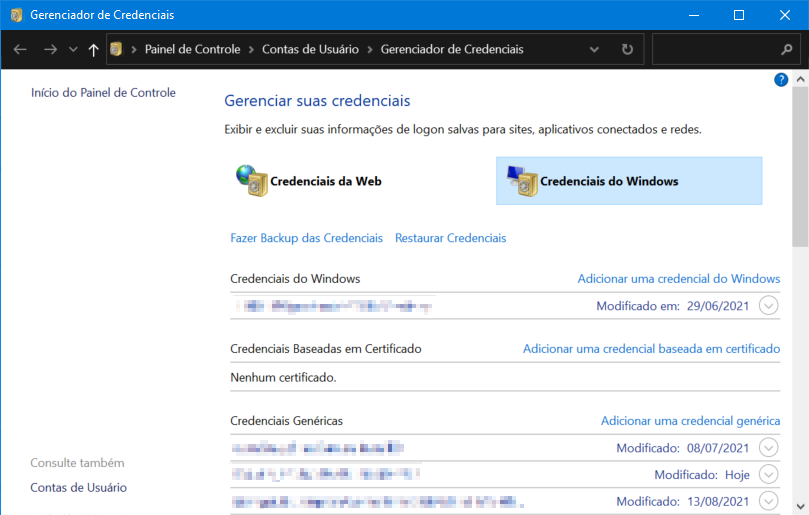 Gerenciador de Credenciais
Painel de Controle > Contas de Usuário > Gerenciador de Credenciais
Início do Painel de Controle
Gerenciar suas credenciais
Exibir e excluir suas informações de logon salvas para sites, aplicativos conectados e redes.
Credenciais da Web
Credenciais do Windows
Fazer Backup das Credenciais Restaurar Credenciais
Credenciais do Windows Adicionar uma credencial do Windows
Modificado em: 29/06/2021
Credenciais Baseadas em Certificado Adicionar uma credencial baseada em certificado
Nenhum certificado.
Credenciais Genéricas Adicionar uma credencial genérica
Modificado: 08/07/2021
Modificado: Hoje
Modificado: 13/08/2021
Consulte também
Contas de Usuário